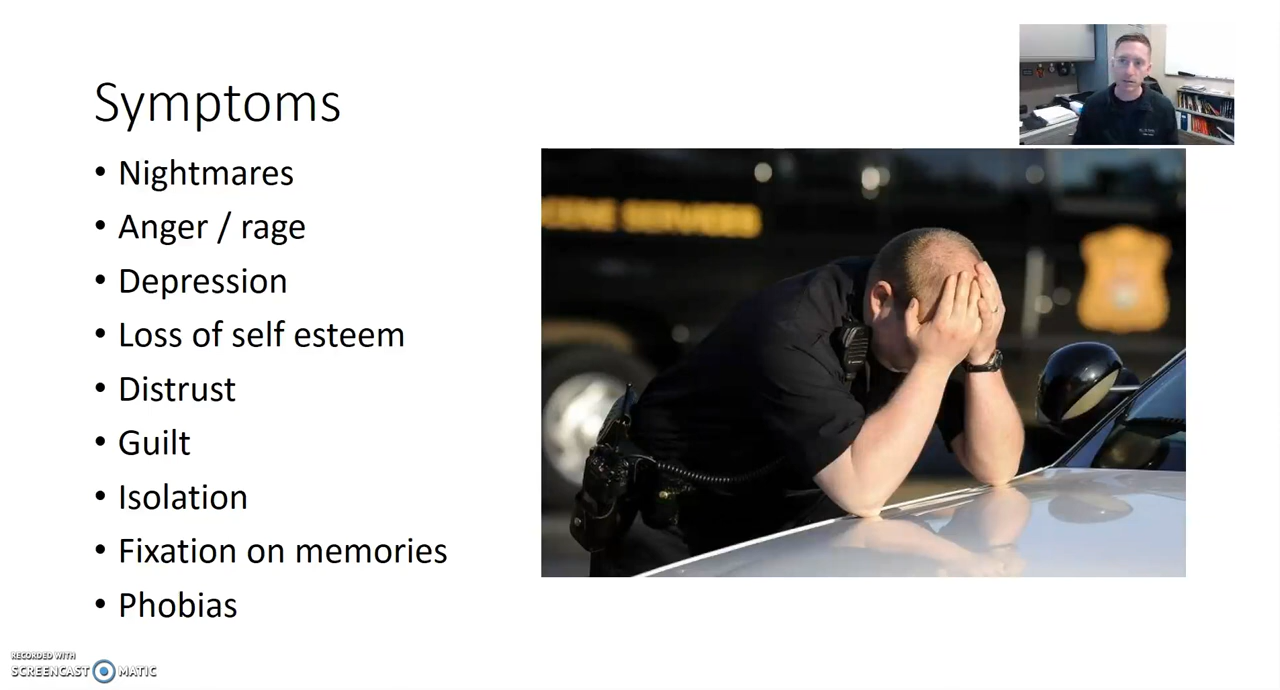 Symptoms
• Nightmares
• Anger / rage
• Depression
• Loss of self esteem
• Distrust
• Guilt
• Isolation
• Fixation on memories
• Phobias
SERVICES
RECORDED WITH
SCREENCAST MATIC